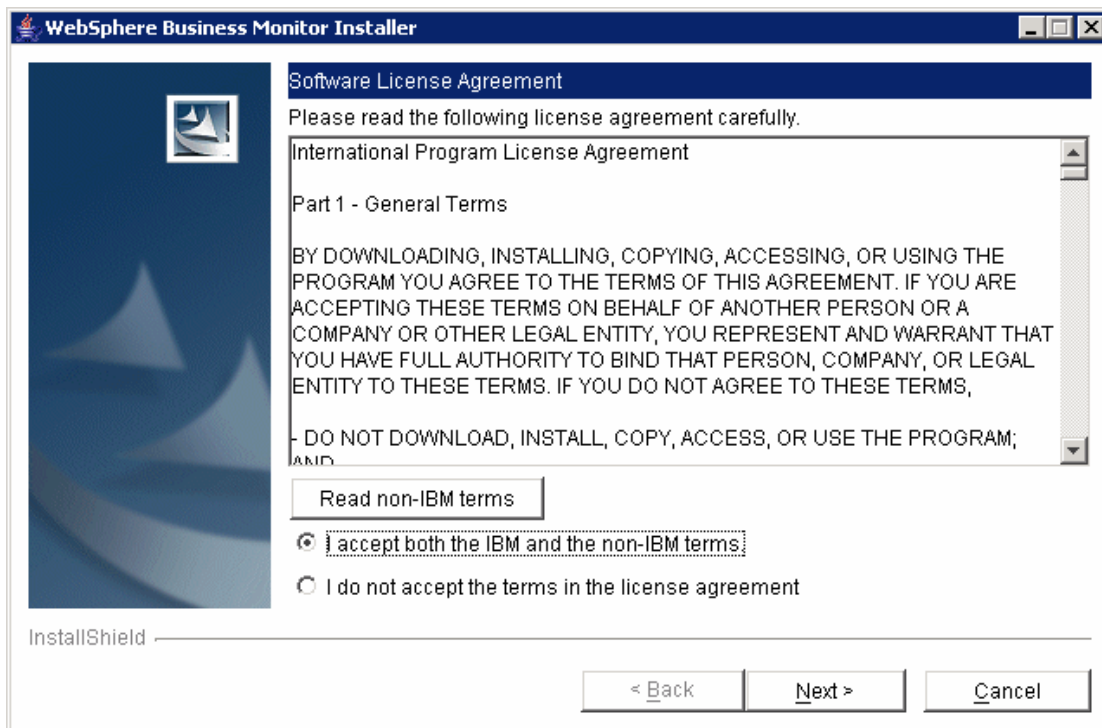 WebSphere Business Monitor Installer
Software License Agreement
Please read the following license agreement carefully.
International Program License Agreement
Part 1 - General Terms
BY DOWNLOADING, INSTALLING, COPYING, ACCESSING, OR USING THE
PROGRAM YOU AGREE TO THE TERMS OF THIS AGREEMENT. IF YOU ARE
ACCEPTING THESE TERMS ON BEHALF OF ANOTHER PERSON OR A
COMPANY OR OTHER LEGAL ENTITY, YOU REPRESENT AND WARRANT THAT
YOU HAVE FULL AUTHORITY TO BIND THAT PERSON, COMPANY, OR LEGAL
ENTITY TO THESE TERMS. IF YOU DO NOT AGREE TO THESE TERMS,
- DO NOT DOWNLOAD, INSTALL, COPY, ACCESS, OR USE THE PROGRAM;
AND
Read non-IBM terms
I accept both the IBM and the non-IBM terms.
I do not accept the terms in the license agreement
InstallShield
< Back
Next >
Cancel